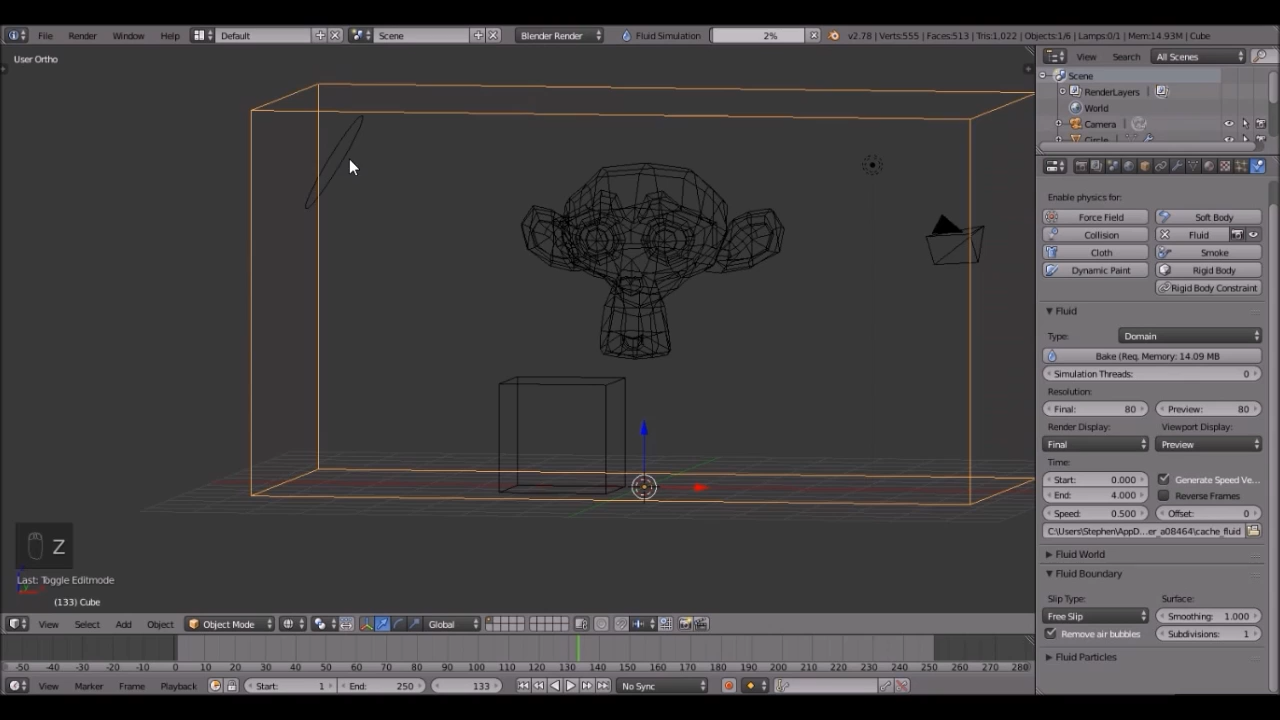 File Render Window Help Default Scene Blender Render Fluid Simulation 2% v2.78 | Verts:555 | Faces:513 | Tris:1,022 | Objects:1/6 | Lamps:0/1 | Mem:14.93M | Cube
User Ortho
View Search All Scenes
Scene
RenderLayers
World
Camera
Circle
Enable physics for:
Force Field Soft Body
Collision Fluid
Cloth Smoke
Dynamic Paint Rigid Body
Rigid Body Constraint
Fluid
Type: Domain
Bake (Req. Memory: 14.09 MB
Simulation Threads: 0
Resolution:
Final: 80 Preview: 80
Render Display: Viewport Display:
Final Preview
Time:
Start: 0.000 Generate Speed Ve...
End: 4.000 Reverse Frames
Speed: 0.500 Offset: 0
C:\Users\Stephen\AppD...er_a08464\cache_fluid
Fluid World
Fluid Boundary
Slip Type: Surface:
Free Slip Smoothing: 1.000
Remove air bubbles Subdivisions: 1
Fluid Particles
Z
Last: Toggle Editmode
(133) Cube
View Select Add Object Object Mode Global
-50 -40 -30 -20 -10 0 10 20 30 40 50 60 70 80 90 100 110 120 130 140 150 160 170 180 190 200 210 220 230 240 250 260 270 280
View Marker Frame Playback Start: 1 End: 250 133 No Sync